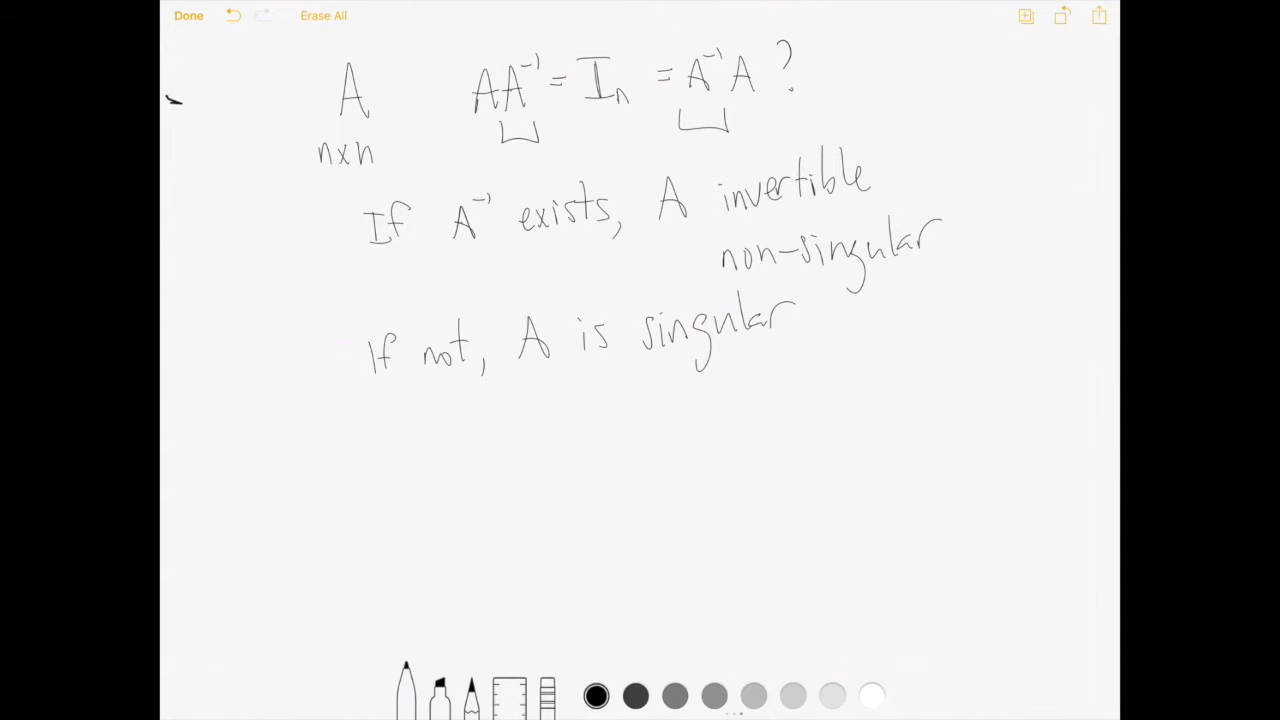 Done Erase All
A AA⁻¹ = Iₙ = A⁻¹A ?
n×n
If A⁻¹ exists, A invertible
non-singular
If not, A is singular